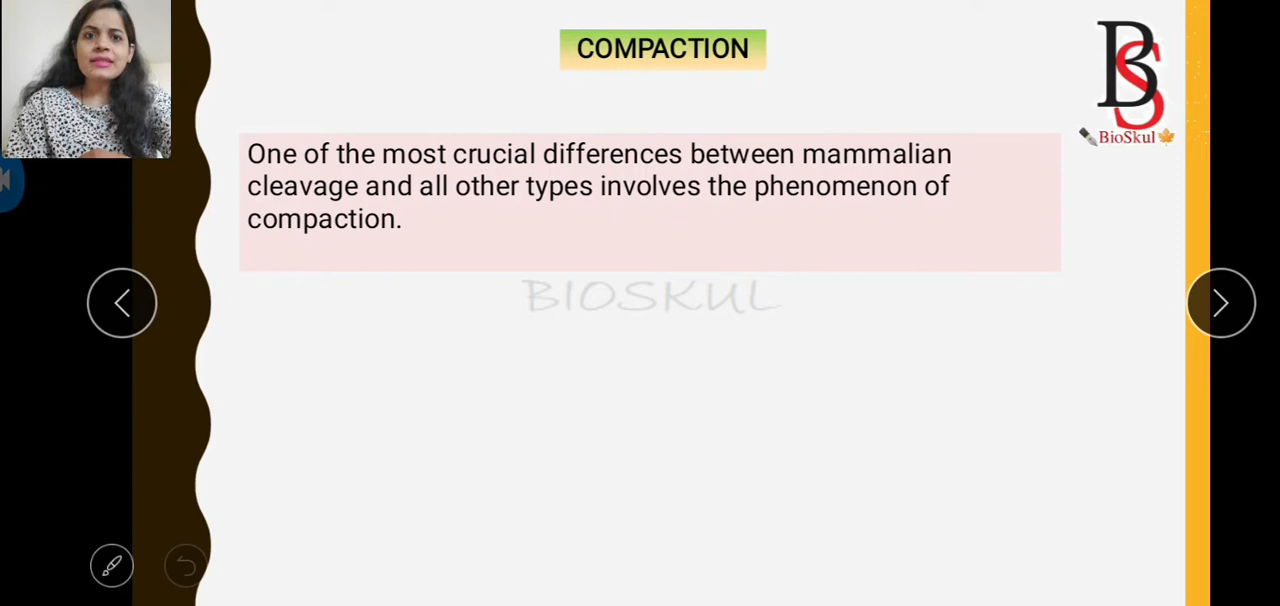 COMPACTION
BS
BioSkul
One of the most crucial differences between mammalian
cleavage and all other types involves the phenomenon of
compaction.
BIOSKUL